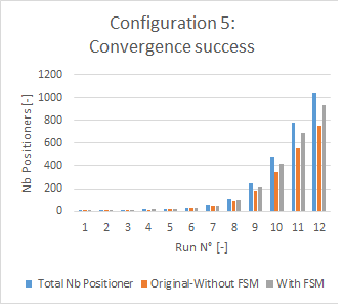 Configuration 5:
Convergence success
Nb Positioners [-]
1200
1000
800
600
400
200
0
1 2 3 4 5 6 7 8 9 10 11 12
Run N° [-]
Total Nb Positioner Original-Without FSM With FSM